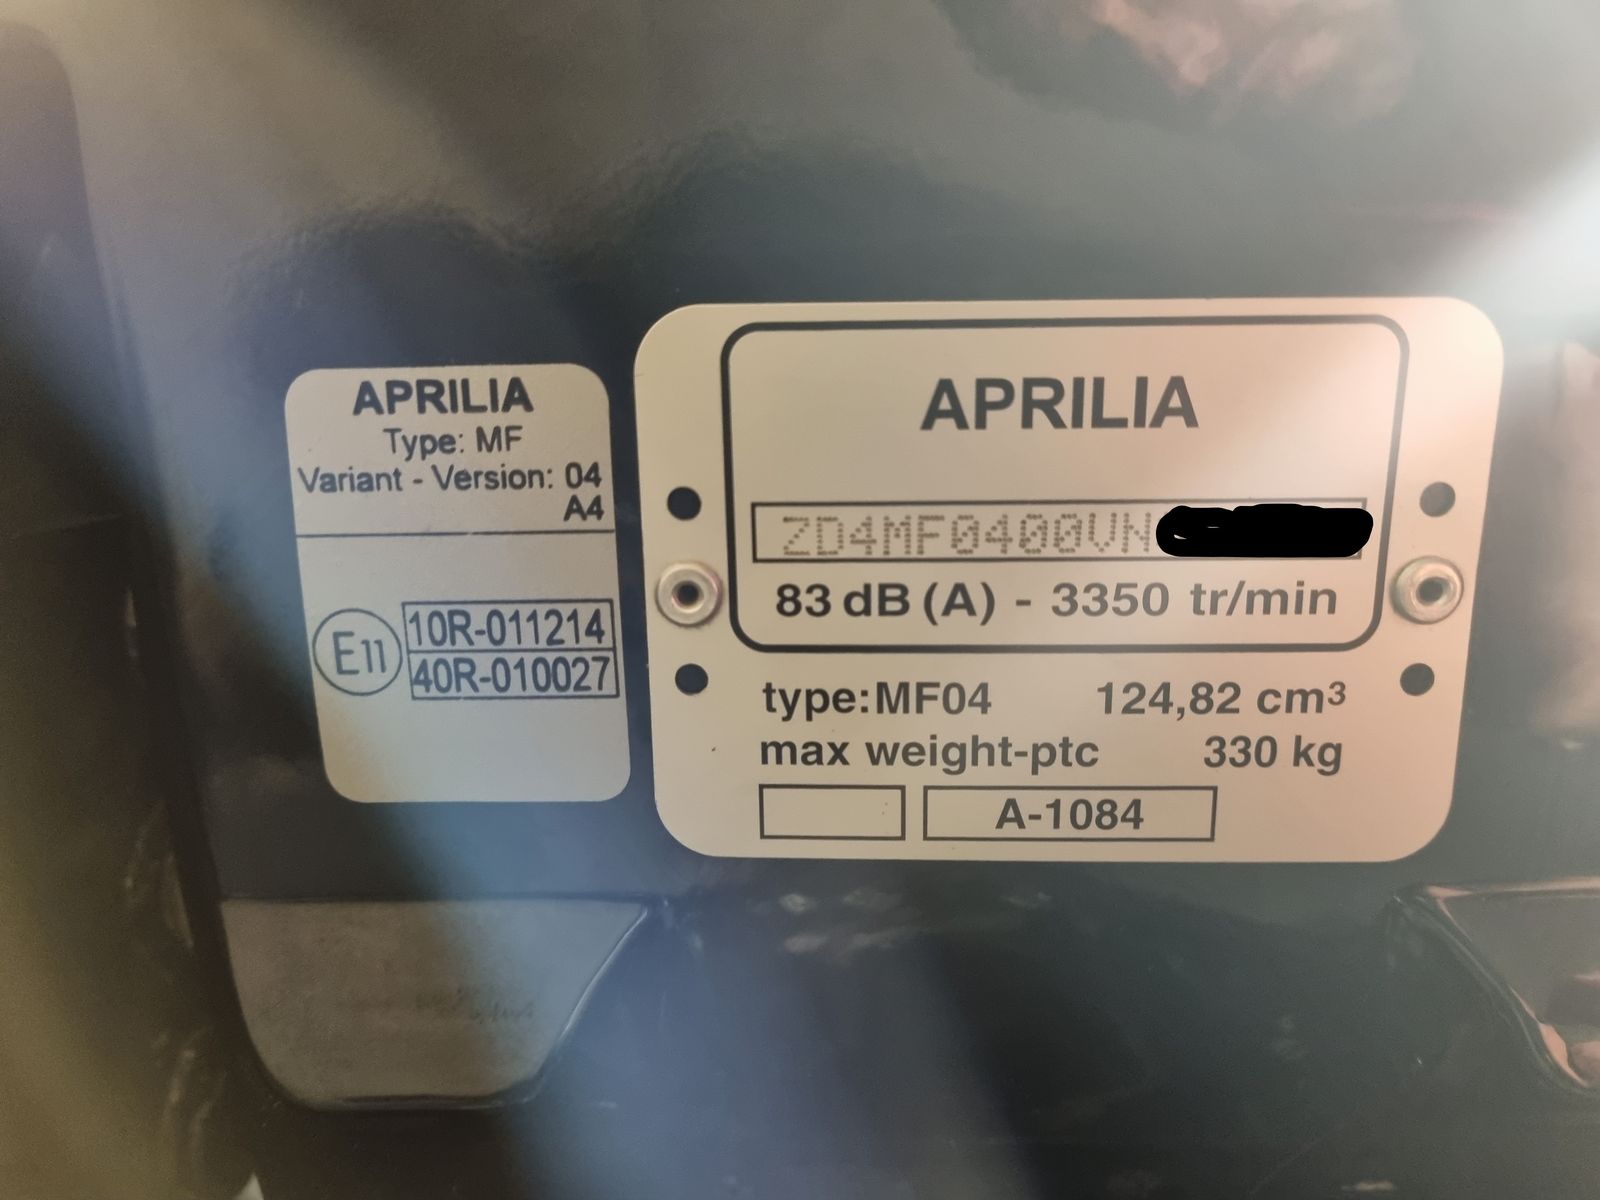 APRILIA
Type: MF
Variant - Version: 04
A4
E11
10R-011214
40R-010027
APRILIA
ZD4MF0400VN
83 dB (A) - 3350 tr/min
type:MF04 124,82 cm³
max weight-ptc 330 kg
A-1084